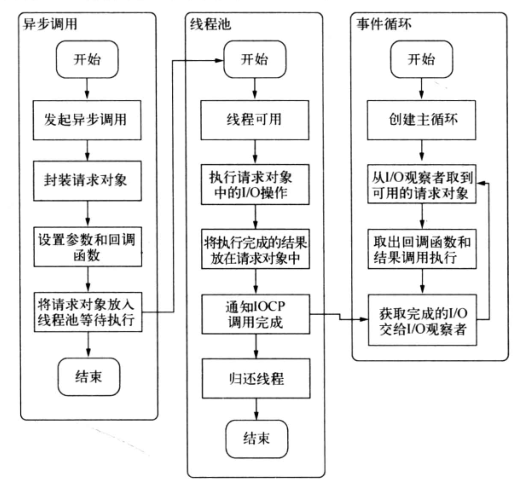 异步调用
开始
发起异步调用
封装请求对象
设置参数和回调
函数
将请求对象放入
线程池等待执行
结束
线程池
开始
线程可用
执行请求对象
中的I/O操作
将执行完成的结果
放在请求对象中
通知IOCP
调用完成
归还线程
结束
事件循环
开始
创建主循环
从I/O观察者取到
可用的请求对象
取出回调函数和
结果调用执行
获取完成的I/O
交给I/O观察者